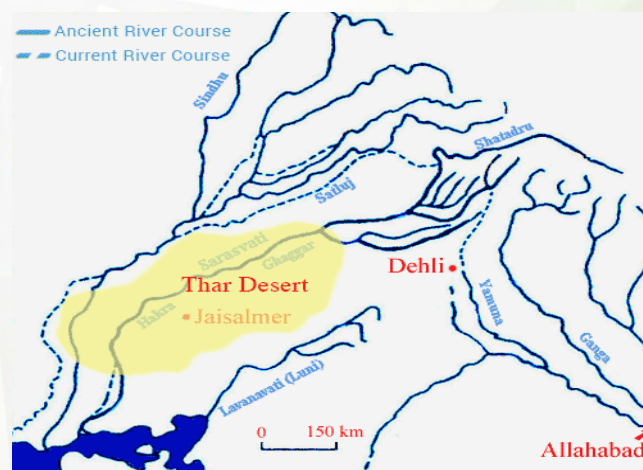 Ancient River Course
Current River Course
Sindhu
Shatadru
Satluj
Sarasvati
Ghaggar
Dehli
Thar Desert
Hakra
Jaisalmer
Yamuna
Ganga
Lavanavati (Luni)
0 150 km
Allahabad